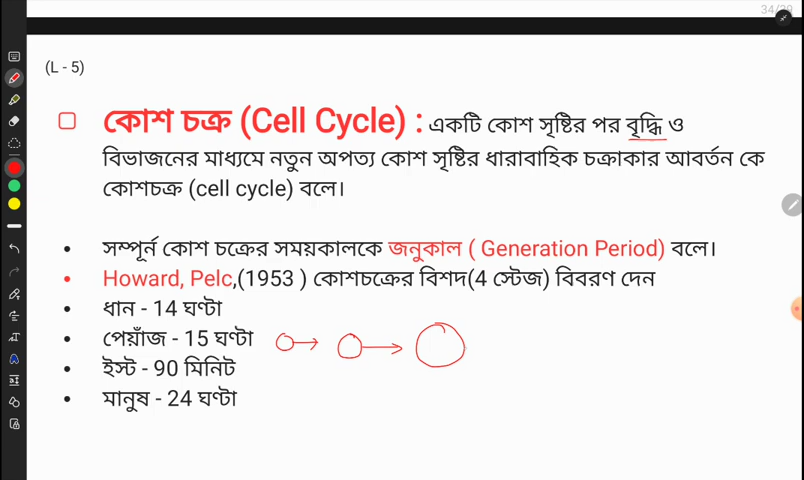 34/39
(L - 5)
কোশ চক্র (Cell Cycle) : একটি কোশ সৃষ্টির পর বৃদ্ধি ও
বিভাজনের মাধ্যমে নতুন অপত্য কোশ সৃষ্টির ধারাবাহিক চক্রাকার আবর্তন কে
কোশচক্র (cell cycle) বলে।
সম্পূর্ন কোশ চক্রের সময়কালকে জনুকাল ( Generation Period) বলে।
Howard, Pelc,(1953 ) কোশচক্রের বিশদ(4 স্টেজ) বিবরণ দেন
ধান - 14 ঘণ্টা
পেয়াঁজ - 15 ঘণ্টা
ইস্ট - 90 মিনিট
মানুষ - 24 ঘণ্টা